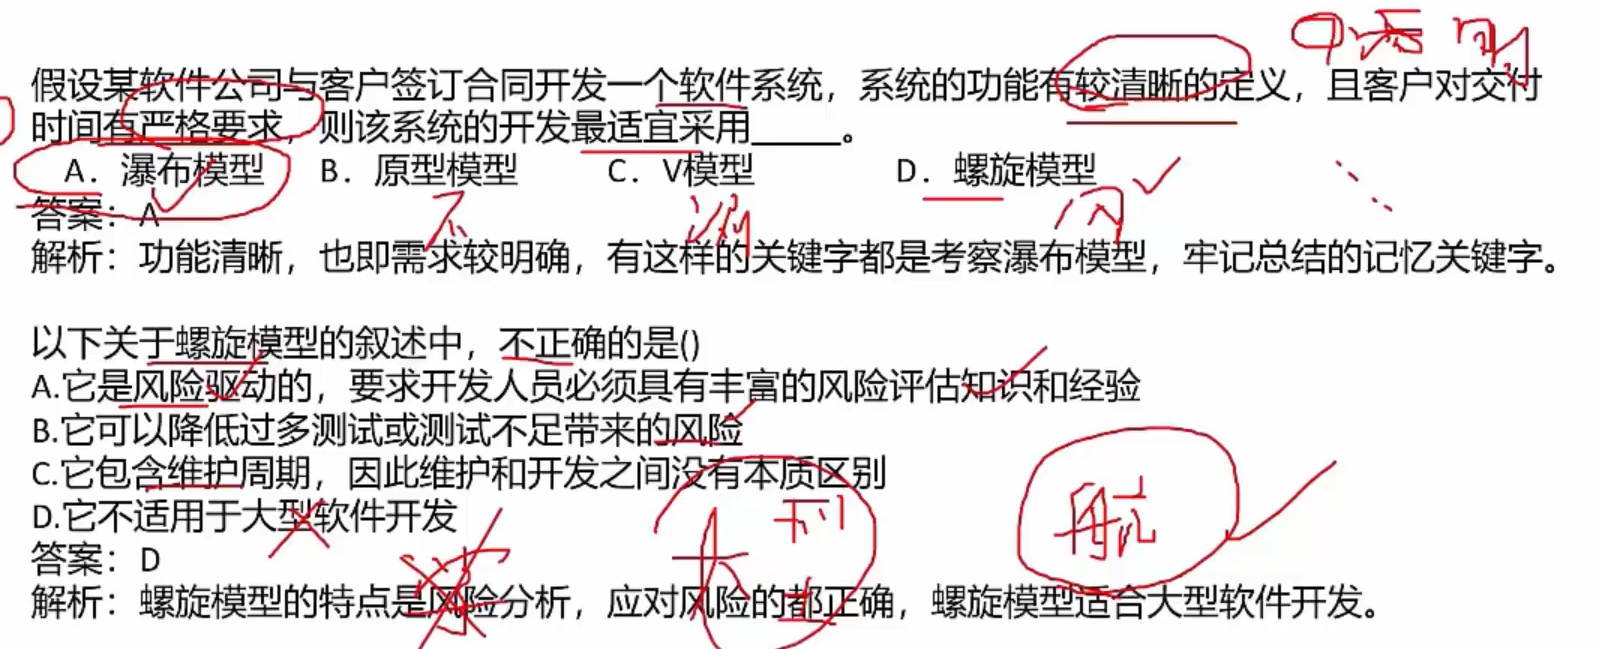 假设某软件公司与客户签订合同开发一个软件系统，系统的功能有较清晰的定义，且客户对交付
时间有严格要求，则该系统的开发最适宜采用_____。
A．瀑布模型 B．原型模型 C．V模型 D．螺旋模型
答案：A
解析：功能清晰，也即需求较明确，有这样的关键字都是考察瀑布模型，牢记总结的记忆关键字。
以下关于螺旋模型的叙述中，不正确的是()
A.它是风险驱动的，要求开发人员必须具有丰富的风险评估知识和经验
B.它可以降低过多测试或测试不足带来的风险
C.它包含维护周期，因此维护和开发之间没有本质区别
D.它不适用于大型软件开发
大型
航
答案：D
解析：螺旋模型的特点是风险分析，应对风险的都正确，螺旋模型适合大型软件开发。